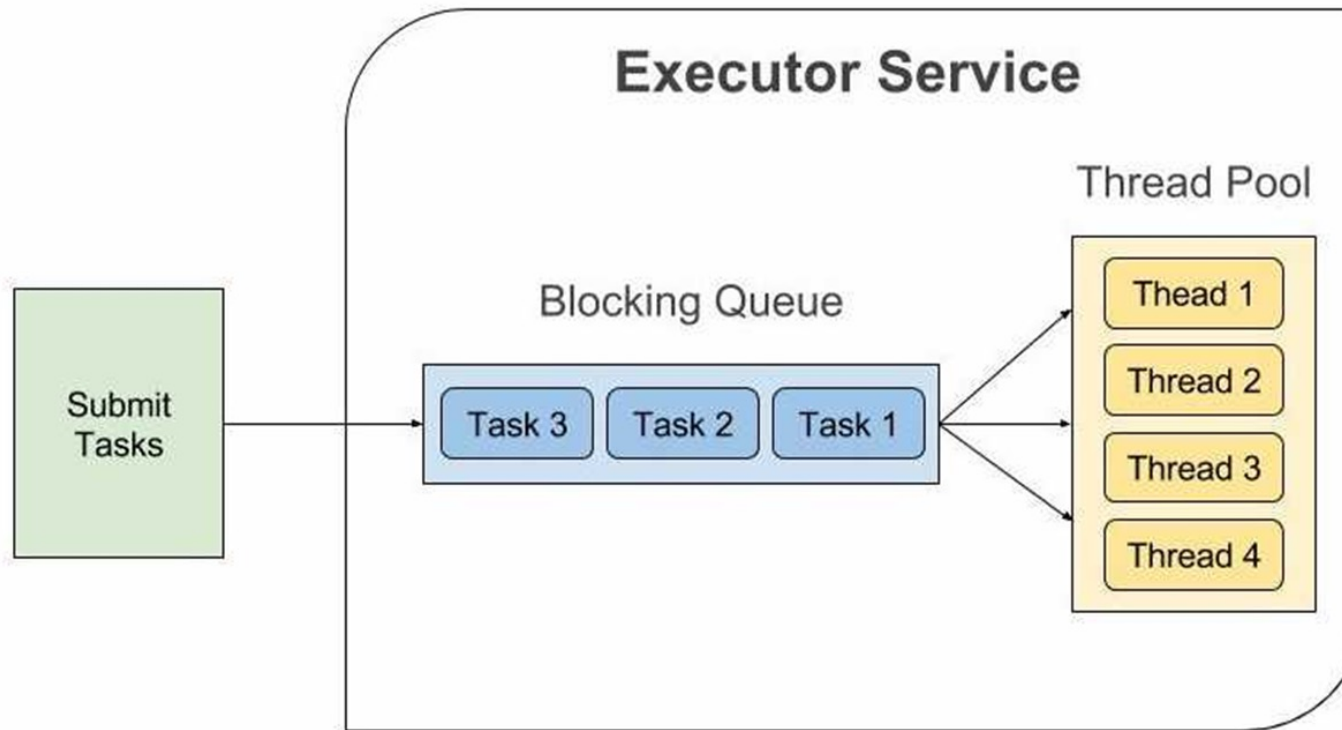 Executor Service
Thread Pool
Blocking Queue
Submit
Tasks
Task 3
Task 2
Task 1
Thead 1
Thread 2
Thread 3
Thread 4